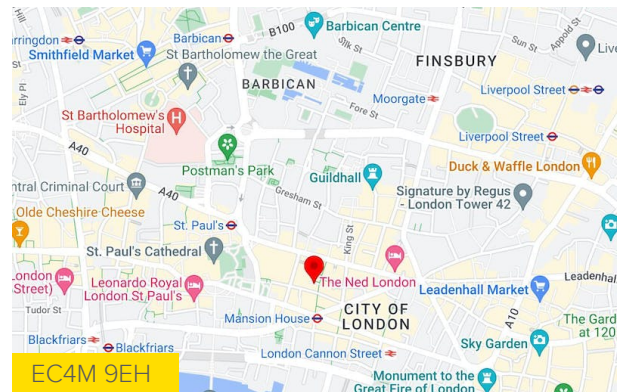 Barbican Centre
B100
Barbican
Silk St
Sun St
Appold St
arringdon
Smithfield Market
St Bartholomew the Great
FINSBURY
Live
Ely Pl
BARBICAN
Moorgate
Liverpool Street
Fore St
St Bartholomew's
Hospital
Liverpool Street
A40
Postman's Park
Guildhall
Duck & Waffle London
ntral Criminal Court
Gresham St
Signature by Regus
- London Tower 42
A40
Olde Cheshire Cheese
St. Paul's
King St
St. Paul's Cathedral
The Ned London
London
Street)
Leonardo Royal
London St Paul's
Leadenhall Market
Leadenhal
Tudor St
CITY OF
LONDON
Mansion House
A10
The Gard
at 120
Blackfriars
Blackfriars
London Cannon Street
Sky Garden
EC4M 9EH
Monument to the
Great Fire of London